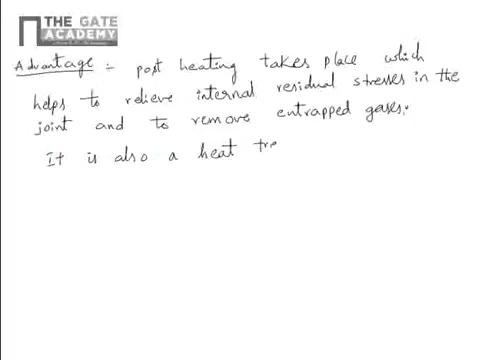 THE GATE
ACADEMY
Advantage :- post heating takes place which
helps to relieve internal residual stresses in the
joint and to remove entrapped gases.
It is also a heat tre